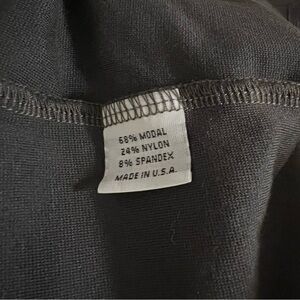 68% MODAL
24% NYLON
8% SPANDEX
MADE IN U.S.A.